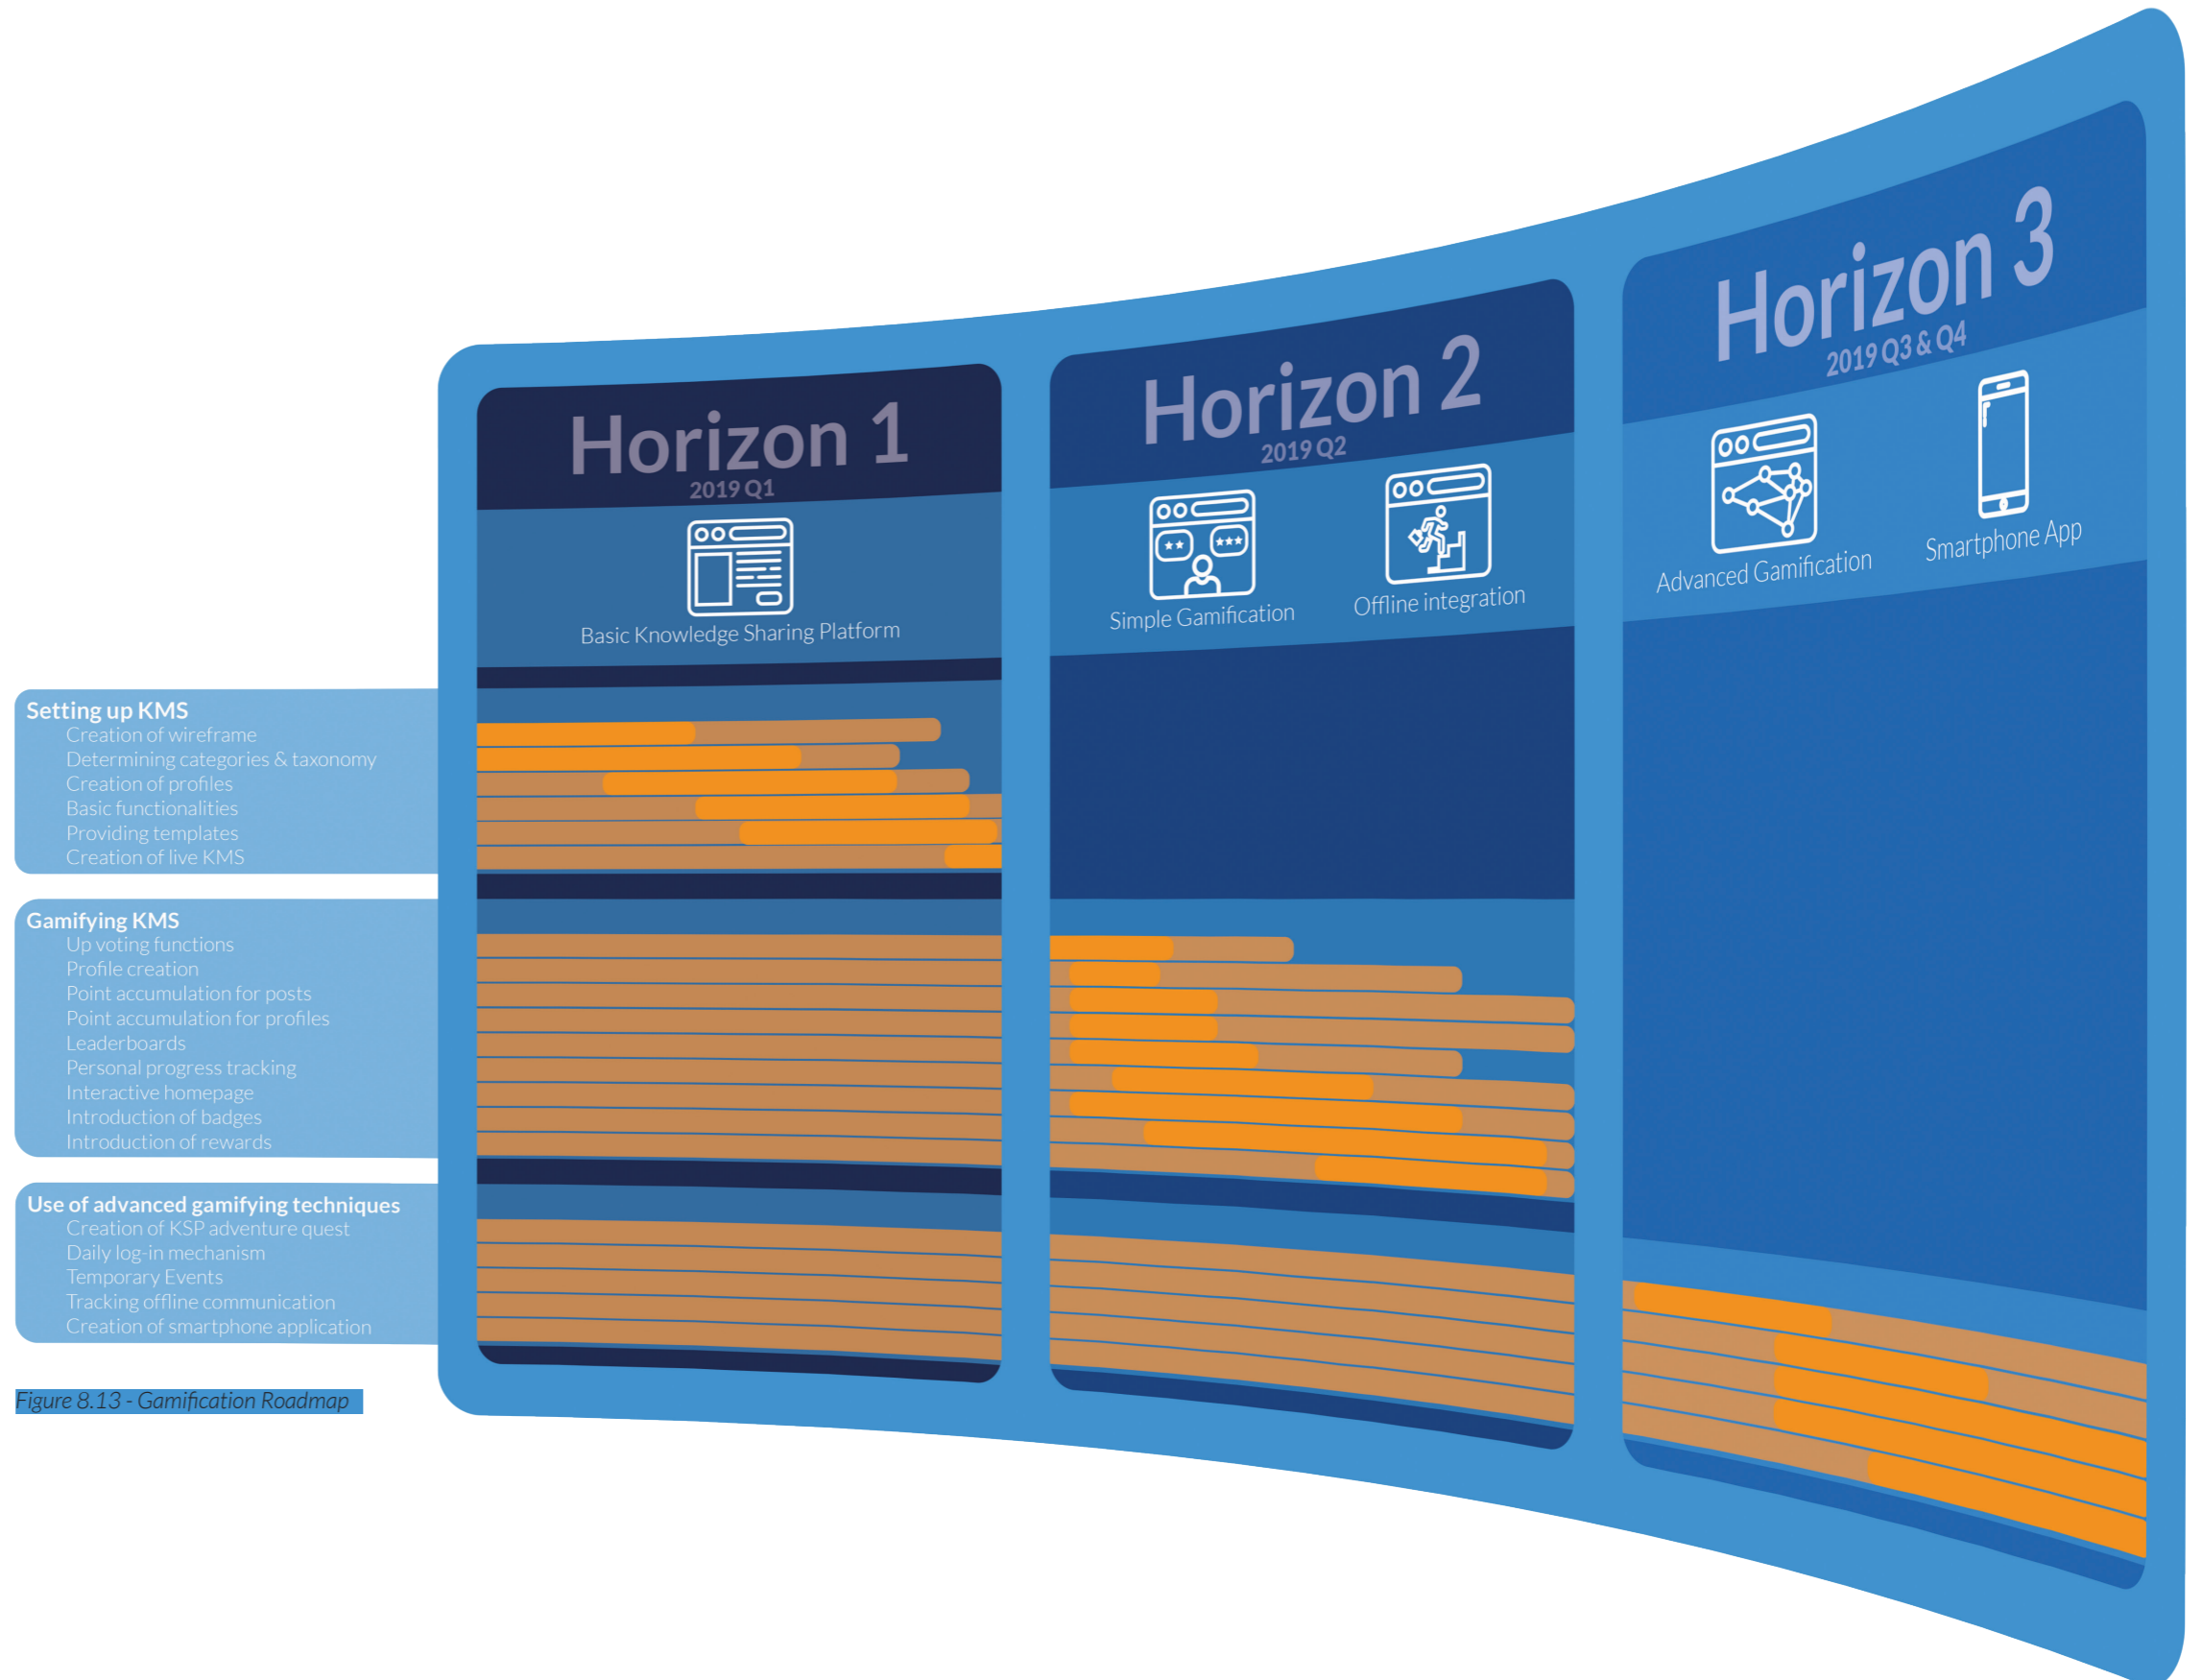 Horizon 1
2019 Q1
Basic Knowledge Sharing Platform
Horizon 2
2019 Q2
Simple Gamification
Offline integration
Horizon 3
2019 Q3 & Q4
Advanced Gamification
Smartphone App
Setting up KMS
Creation of wireframe
Determining categories & taxonomy
Creation of profiles
Basic functionalities
Providing templates
Creation of live KMS
Gamifying KMS
Up voting functions
Profile creation
Point accumulation for posts
Point accumulation for profiles
Leaderboards
Personal progress tracking
Interactive homepage
Introduction of badges
Introduction of rewards
Use of advanced gamifying techniques
Creation of KSP adventure quest
Daily log-in mechanism
Temporary Events
Tracking offline communication
Creation of smartphone application
Figure 8.13 - Gamification Roadmap